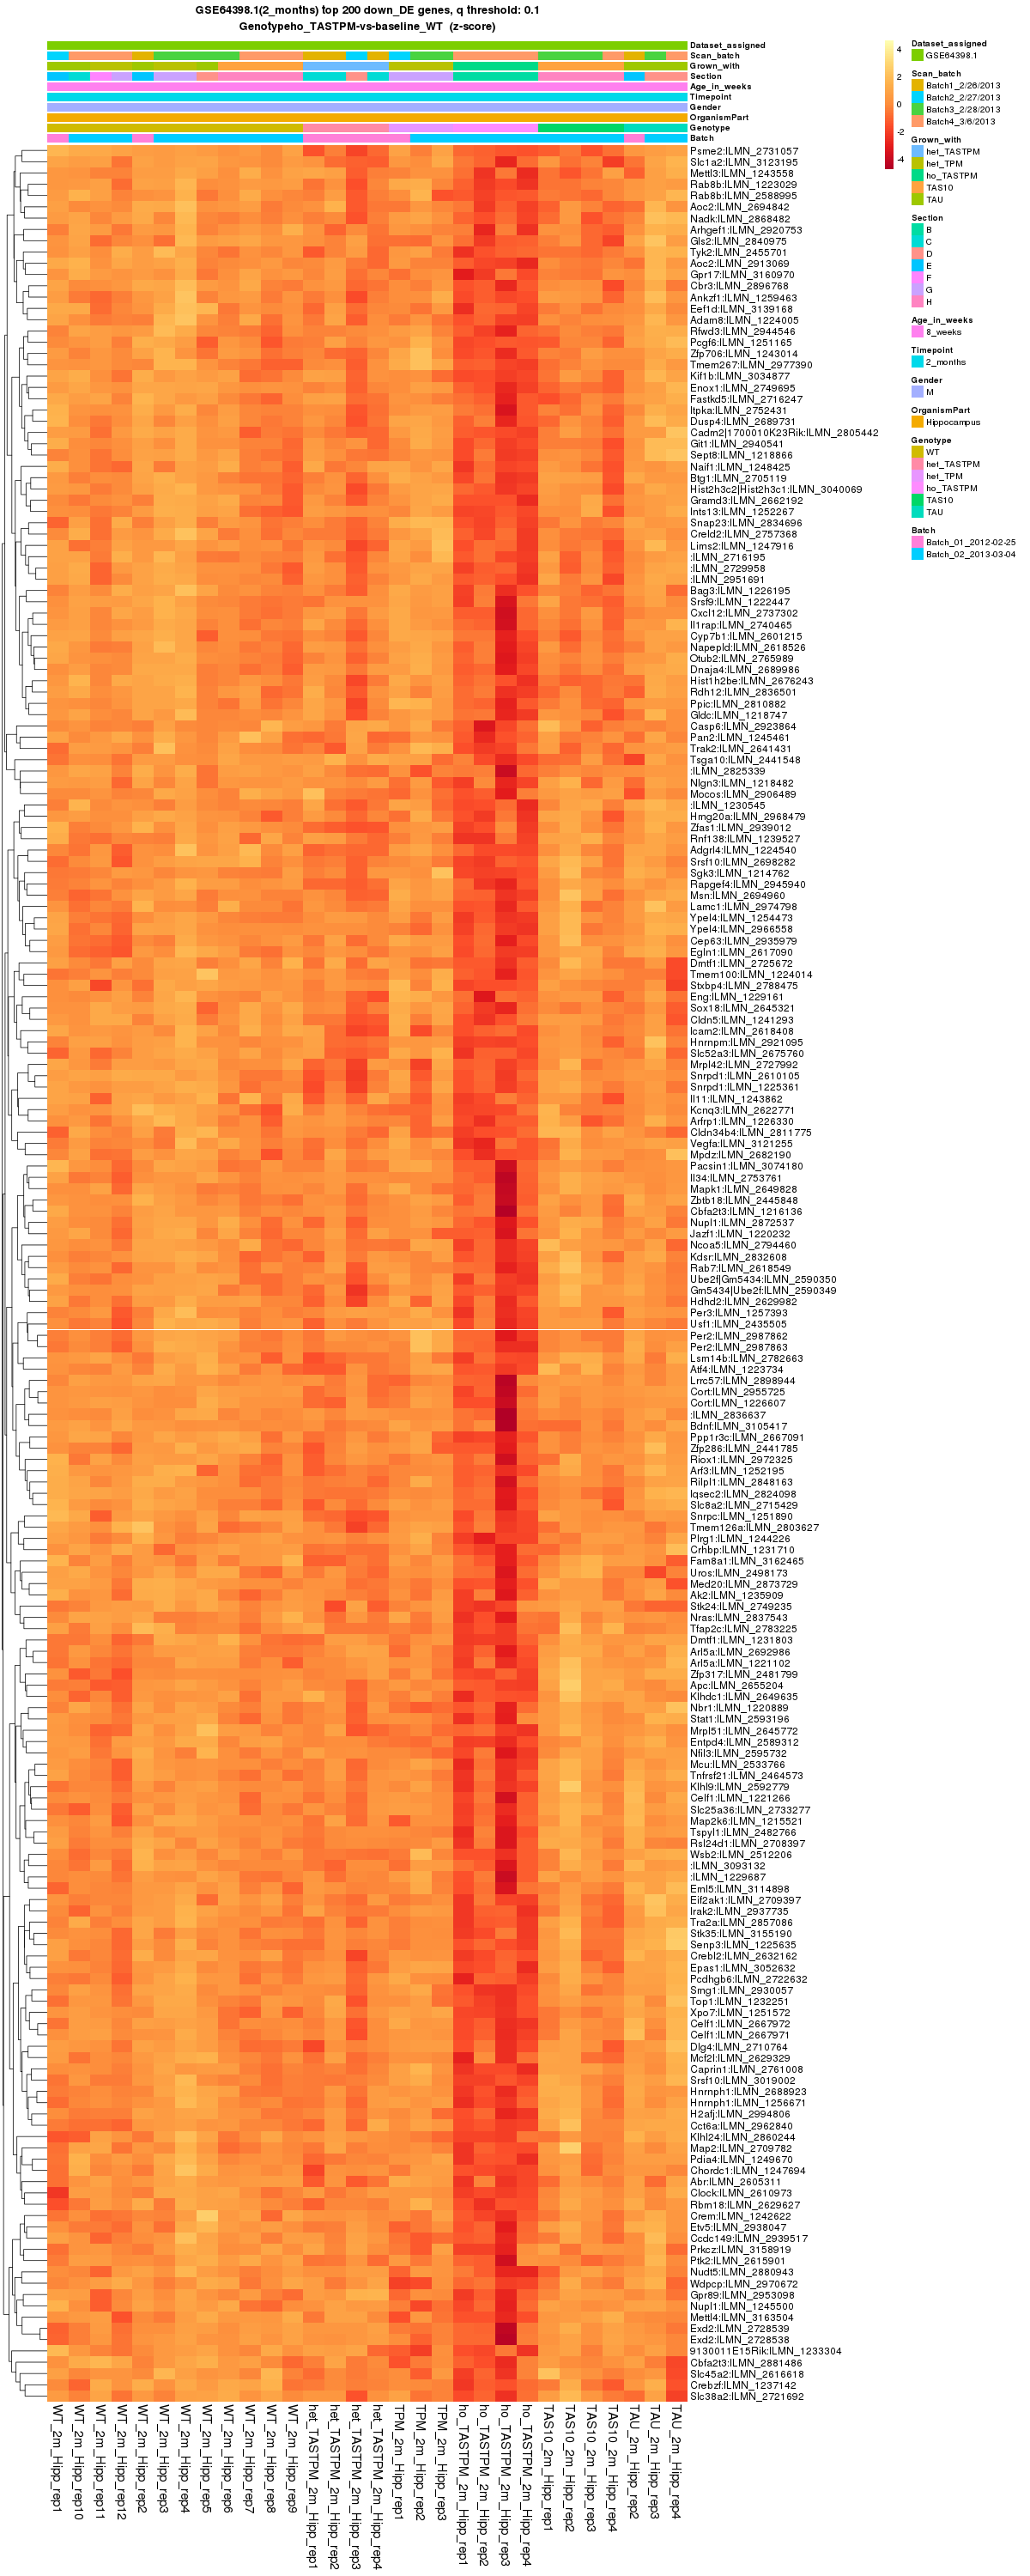 GSE64398.1(2_months) top 200 down_DE genes, q threshold: 0.1
Genotypeho_TASTPM-vs-baseline_WT (z-score)
Dataset_assigned
Scan_batch
Grown_with
Section
Age_in_weeks
Timepoint
Gender
OrganismPart
Genotype
Batch
4
2
0
-2
-4
Dataset_assigned
GSE64398.1
Scan_batch
Batch1_2/26/2013
Batch2_2/27/2013
Batch3_2/28/2013
Batch4_3/6/2013
Grown_with
het_TASTPM
het_TPM
ho_TASTPM
TAS10
TAU
Section
B
C
D
E
F
G
H
Age_in_weeks
8_weeks
Timepoint
2_months
Gender
M
OrganismPart
Hippocampus
Genotype
WT
het_TASTPM
het_TPM
ho_TASTPM
TAS10
TAU
Batch
Batch_01_2012-02-25
Batch_02_2013-03-04
Psme2:ILMN_2731057
Slc1a2:ILMN_3123195
Mettl3:ILMN_1243558
Rab8b:ILMN_1223029
Rab8b:ILMN_2588995
Aoc2:ILMN_2694842
Nadk:ILMN_2868482
Arhgef1:ILMN_2920753
Gls2:ILMN_2840975
Tyk2:ILMN_2455701
Aoc2:ILMN_2913069
Gpr17:ILMN_3160970
Cbr3:ILMN_2896768
Ankzf1:ILMN_1259463
Eef1d:ILMN_3139168
Adam8:ILMN_1224005
Rfwd3:ILMN_2944546
Pcgf6:ILMN_1251165
Zfp706:ILMN_1243014
Tmem267:ILMN_2977390
Kif1b:ILMN_3034877
Enox1:ILMN_2749695
Fastkd5:ILMN_2716247
Itpka:ILMN_2752431
Dusp4:ILMN_2689731
Cadm2|1700010K23Rik:ILMN_2805442
Git1:ILMN_2940541
Sept8:ILMN_1218866
Naif1:ILMN_1248425
Btg1:ILMN_2705119
Hist2h3c2|Hist2h3c1:ILMN_3040069
Gramd3:ILMN_2662192
Ints13:ILMN_1252267
Snap23:ILMN_2834696
Creld2:ILMN_2757368
Lims2:ILMN_1247916
:ILMN_2716195
:ILMN_2729958
:ILMN_2951691
Bag3:ILMN_1226195
Srsf9:ILMN_1222447
Cxcl12:ILMN_2737302
Il1rap:ILMN_2740465
Cyp7b1:ILMN_2601215
Napepld:ILMN_2618526
Otub2:ILMN_2765989
Dnaja4:ILMN_2689986
Hist1h2be:ILMN_2676243
Rdh12:ILMN_2836501
Ppic:ILMN_2810882
Gldc:ILMN_1218747
Casp6:ILMN_2923864
Pan2:ILMN_1245461
Trak2:ILMN_2641431
Tsga10:ILMN_2441548
:ILMN_2825339
Nlgn3:ILMN_1218482
Mocos:ILMN_2906489
:ILMN_1230545
Hmg20a:ILMN_2968479
Zfas1:ILMN_2939012
Rnf138:ILMN_1239527
Adgrl4:ILMN_1224540
Srsf10:ILMN_2698282
Sgk3:ILMN_1214762
Rapgef4:ILMN_2945940
Msn:ILMN_2694960
Lamc1:ILMN_2974798
Ypel4:ILMN_1254473
Ypel4:ILMN_2966558
Cep63:ILMN_2935979
Egln1:ILMN_2617090
Dmtf1:ILMN_2725672
Tmem100:ILMN_1224014
Stxbp4:ILMN_2788475
Eng:ILMN_1229161
Sox18:ILMN_2645321
Cldn5:ILMN_1241293
Icam2:ILMN_2618408
Hnrnpm:ILMN_2921095
Slc52a3:ILMN_2675760
Mrpl42:ILMN_2727992
Snrpd1:ILMN_2610105
Snrpd1:ILMN_1225361
Il11:ILMN_1243862
Kcnq3:ILMN_2622771
Arfrp1:ILMN_1226330
Cldn34b4:ILMN_2811775
Vegfa:ILMN_3121255
Mpdz:ILMN_2682190
Pacsin1:ILMN_3074180
Il34:ILMN_2753761
Mapk1:ILMN_2649828
Zbtb18:ILMN_2445848
Cbfa2t3:ILMN_1216136
Nupl1:ILMN_2872537
Jazf1:ILMN_1220232
Ncoa5:ILMN_2794460
Kdsr:ILMN_2832608
Rab7:ILMN_2618549
Ube2f|Gm5434:ILMN_2590350
Gm5434|Ube2f:ILMN_2590349
Hdhd2:ILMN_2629982
Per3:ILMN_1257393
Usf1:ILMN_2435505
Per2:ILMN_2987862
Per2:ILMN_2987863
Lsm14b:ILMN_2782663
Atf4:ILMN_1223734
Lrrc57:ILMN_2898944
Cort:ILMN_2955725
Cort:ILMN_1226607
:ILMN_2836637
Bdnf:ILMN_3105417
Ppp1r3c:ILMN_2667091
Zfp286:ILMN_2441785
Riox1:ILMN_2972325
Arf3:ILMN_1252195
Rilpl1:ILMN_2848163
Iqsec2:ILMN_2824098
Slc8a2:ILMN_2715429
Snrpc:ILMN_1251890
Tmem126a:ILMN_2803627
Plrg1:ILMN_1244226
Crhbp:ILMN_1231710
Fam8a1:ILMN_3162465
Uros:ILMN_2498173
Med20:ILMN_2873729
Ak2:ILMN_1235909
Stk24:ILMN_2749235
Nras:ILMN_2837543
Tfap2c:ILMN_2783225
Dmtf1:ILMN_1231803
Arl5a:ILMN_2692986
Arl5a:ILMN_1221102
Zfp317:ILMN_2481799
Apc:ILMN_2655204
Klhdc1:ILMN_2649635
Nbr1:ILMN_1220889
Stat1:ILMN_2593196
Mrpl51:ILMN_2645772
Entpd4:ILMN_2589312
Nfil3:ILMN_2595732
Mcu:ILMN_2533766
Tnfrsf21:ILMN_2464573
Klhl9:ILMN_2592779
Celf1:ILMN_1221266
Slc25a36:ILMN_2733277
Map2k6:ILMN_1215521
Tspyl1:ILMN_2482766
Rsl24d1:ILMN_2708397
Wsb2:ILMN_2512206
:ILMN_3093132
:ILMN_1229687
Eml5:ILMN_3114898
Eif2ak1:ILMN_2709397
Irak2:ILMN_2937735
Tra2a:ILMN_2857086
Stk35:ILMN_3155190
Senp3:ILMN_1225635
Crebl2:ILMN_2632162
Epas1:ILMN_3052632
Pcdhgb6:ILMN_2722632
Smg1:ILMN_2930057
Top1:ILMN_1232251
Xpo7:ILMN_1251572
Celf1:ILMN_2667972
Celf1:ILMN_2667971
Dlg4:ILMN_2710764
Mcf2l:ILMN_2629329
Caprin1:ILMN_2761008
Srsf10:ILMN_3019002
Hnrnph1:ILMN_2688923
Hnrnph1:ILMN_1256671
H2afj:ILMN_2994806
Cct6a:ILMN_2962840
Klhl24:ILMN_2860244
Map2:ILMN_2709782
Pdia4:ILMN_1249670
Chordc1:ILMN_1247694
Abr:ILMN_2605311
Clock:ILMN_2610973
Rbm18:ILMN_2629627
Crem:ILMN_1242622
Etv5:ILMN_2938047
Ccdc149:ILMN_2939517
Prkcz:ILMN_3158919
Ptk2:ILMN_2615901
Nudt5:ILMN_2880943
Wdpcp:ILMN_2970672
Gpr89:ILMN_2953098
Nupl1:ILMN_1245500
Mettl4:ILMN_3163504
Exd2:ILMN_2728539
Exd2:ILMN_2728538
9130011E15Rik:ILMN_1233304
Cbfa2t3:ILMN_2881486
Slc45a2:ILMN_2616618
Crebzf:ILMN_1237142
Slc38a2:ILMN_2721692
WT_2m_Hipp_rep1
WT_2m_Hipp_rep10
WT_2m_Hipp_rep11
WT_2m_Hipp_rep12
WT_2m_Hipp_rep2
WT_2m_Hipp_rep3
WT_2m_Hipp_rep4
WT_2m_Hipp_rep5
WT_2m_Hipp_rep6
WT_2m_Hipp_rep7
WT_2m_Hipp_rep8
WT_2m_Hipp_rep9
het_TASTPM_2m_Hipp_rep1
het_TASTPM_2m_Hipp_rep2
het_TASTPM_2m_Hipp_rep3
het_TASTPM_2m_Hipp_rep4
TPM_2m_Hipp_rep1
TPM_2m_Hipp_rep2
TPM_2m_Hipp_rep3
ho_TASTPM_2m_Hipp_rep1
ho_TASTPM_2m_Hipp_rep2
ho_TASTPM_2m_Hipp_rep3
ho_TASTPM_2m_Hipp_rep4
TAS10_2m_Hipp_rep1
TAS10_2m_Hipp_rep2
TAS10_2m_Hipp_rep3
TAS10_2m_Hipp_rep4
TAU_2m_Hipp_rep2
TAU_2m_Hipp_rep3
TAU_2m_Hipp_rep4